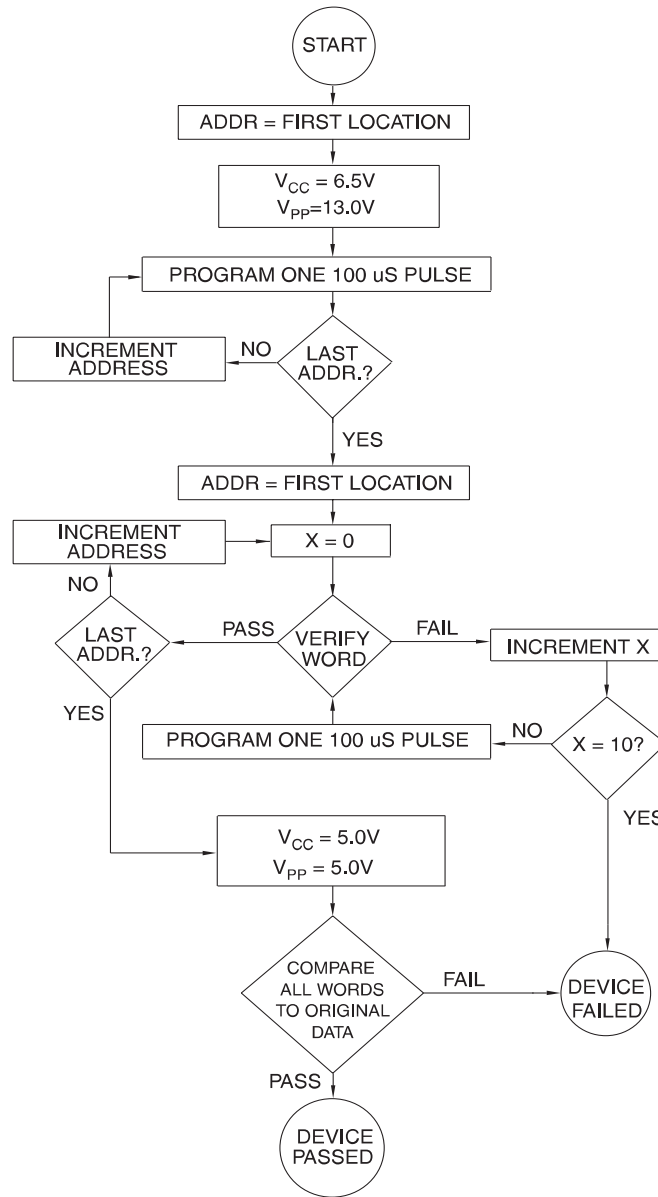 START
ADDR = FIRST LOCATION
VCC = 6.5V
VPP=13.0V
PROGRAM ONE 100 uS PULSE
INCREMENT
ADDRESS
NO
LAST
ADDR.?
YES
ADDR = FIRST LOCATION
INCREMENT
ADDRESS
X = 0
NO
LAST
ADDR.?
PASS
VERIFY
WORD
FAIL
INCREMENT X
YES
PROGRAM ONE 100 uS PULSE
NO
X = 10?
YES
VCC = 5.0V
VPP = 5.0V
COMPARE
ALL WORDS
TO ORIGINAL
DATA
FAIL
DEVICE
FAILED
PASS
DEVICE
PASSED